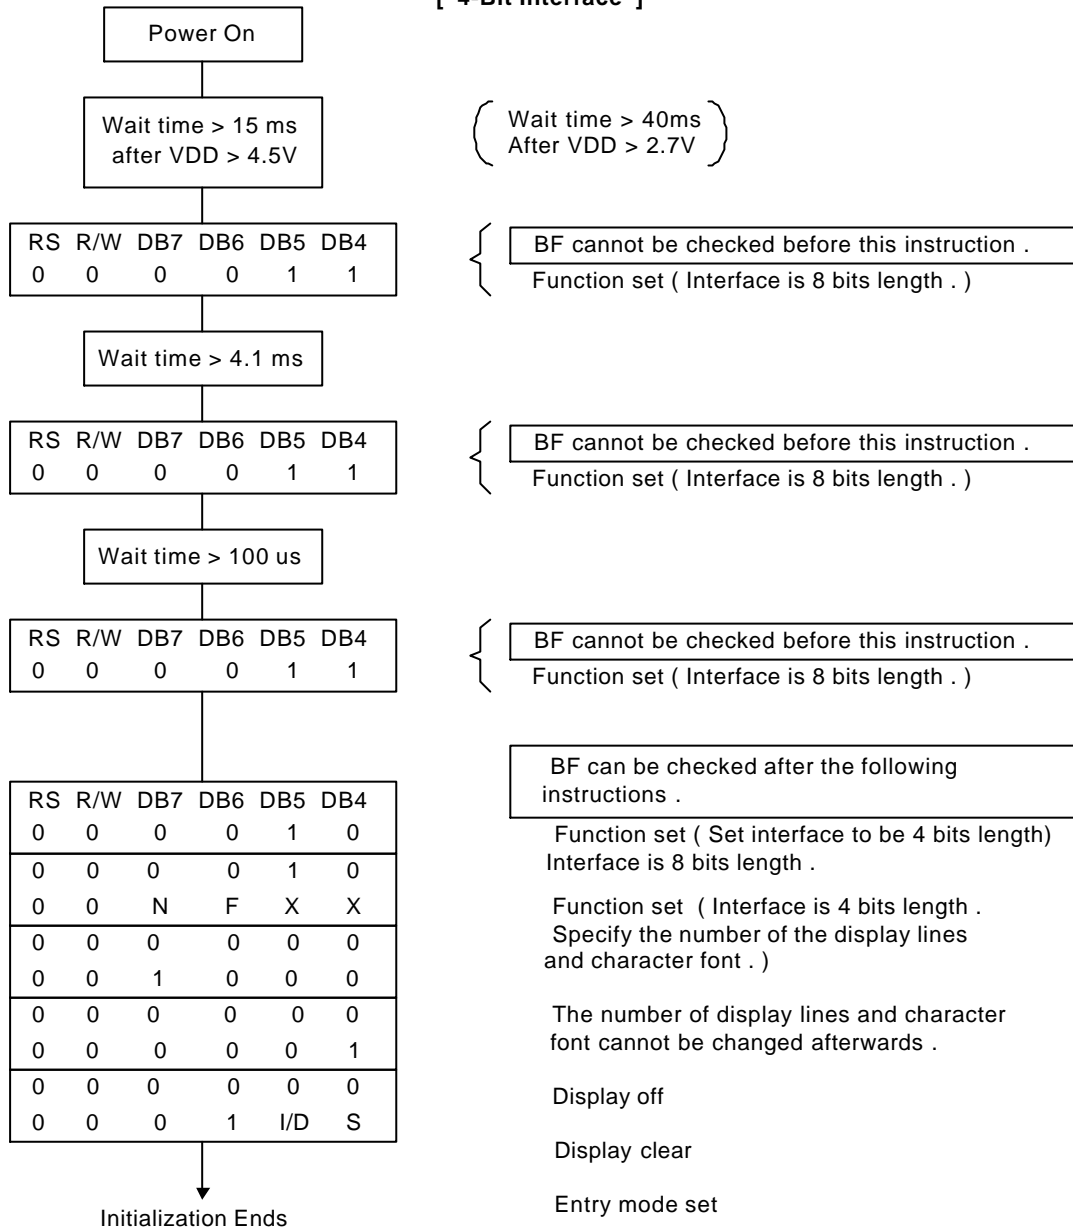 [ 4-Bit Interface ]
Power On
Wait time > 15 ms
after VDD > 4.5V
Wait time > 40ms
After VDD > 2.7V
RS R/W DB7 DB6 DB5 DB4
0 0 0 0 1 1
BF cannot be checked before this instruction .
Function set ( Interface is 8 bits length . )
Wait time > 4.1 ms
RS R/W DB7 DB6 DB5 DB4
0 0 0 0 1 1
BF cannot be checked before this instruction .
Function set ( Interface is 8 bits length . )
Wait time > 100 us
RS R/W DB7 DB6 DB5 DB4
0 0 0 0 1 1
BF cannot be checked before this instruction .
Function set ( Interface is 8 bits length . )
RS R/W DB7 DB6 DB5 DB4
0 0 0 0 1 0
0 0 0 0 1 0
0 0 N F X X
0 0 0 0 0 0
0 0 1 0 0 0
0 0 0 0 0 0
0 0 0 0 0 1
0 0 0 0 0 0
0 0 0 1 I/D S
Initialization Ends
BF can be checked after the following
instructions .
Function set ( Set interface to be 4 bits length)
Interface is 8 bits length .
Function set ( Interface is 4 bits length .
Specify the number of the display lines
and character font . )
The number of display lines and character
font cannot be changed afterwards .
Display off
Display clear
Entry mode set